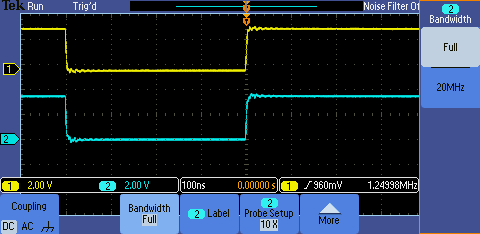 Tek Trig'd Noise Filter Of
T
T
2
Bandwidth
Full
20MHz
1
2
1 2.00 V 2 2.00 V 100ns 0.00000 s 1 960mV 1.24998MHz
Coupling
DC AC
Bandwidth
Full
2 Label
2
Probe Setup
10 X
More